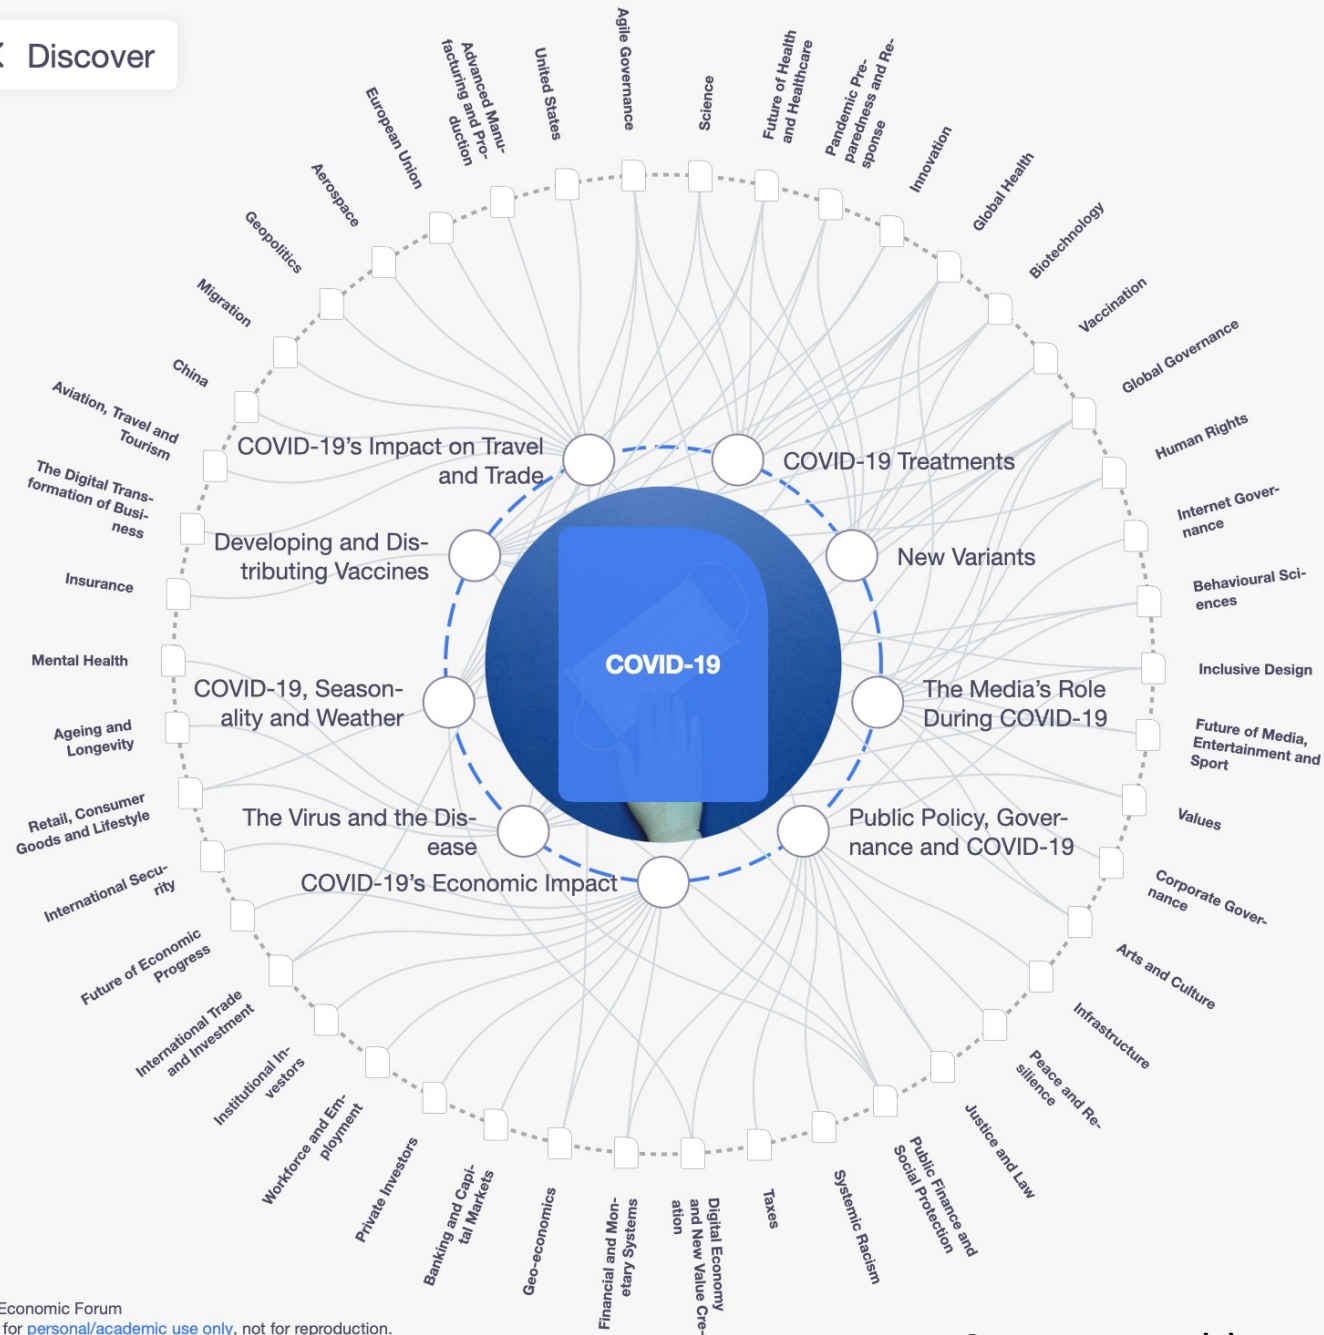 Discover
Agile Governance
Science
Future of Health
and Healthcare
Pandemic Pre-
paredness and Re-
sponse
Innovation
Global Health
Biotechnology
Vaccination
Global Governance
Human Rights
Internet Gover-
nance
Behavioural Sci-
ences
Inclusive Design
Future of Media,
Entertainment and
Sport
Values
Corporate Gover-
nance
Arts and Culture
Infrastructure
Peace and Re-
silience
Justice and Law
Public Finance and
Social Protection
Systemic Racism
Taxes
Digital Economy
and New Value Cre-
ation
Financial and Mon-
etary Systems
Geo-economics
Banking and Capi-
tal Markets
Private Investors
Workforce and Em-
ployment
Institutional In-
vestors
International Trade
and Investment
Future of Economic
Progress
International Secu-
rity
Retail, Consumer
Goods and Lifestyle
Ageing and
Longevity
Mental Health
Insurance
The Digital Trans-
formation of Busi-
ness
Aviation, Travel and
Tourism
China
Migration
Geopolitics
Aerospace
European Union
Advanced Manu-
facturing and Pro-
duction
United States
COVID-19's Impact on Travel
and Trade
COVID-19 Treatments
Developing and Dis-
tributing Vaccines
New Variants
COVID-19
COVID-19, Season-
ality and Weather
The Media's Role
During COVID-19
The Virus and the Dis-
ease
Public Policy, Gover-
nance and COVID-19
COVID-19's Economic Impact
Economic Forum
for personal/academic use only, not for reproduction.